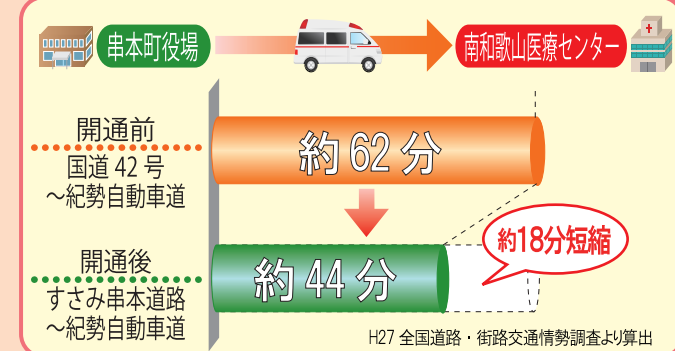 串本町役場
南和歌山医療センター
開通前
国道42号
～紀勢自動車道
約62分
開通後
すさみ串本道路
～紀勢自動車道
約44分
約18分短縮
H27 全国道路・街路交通情勢調査より算出